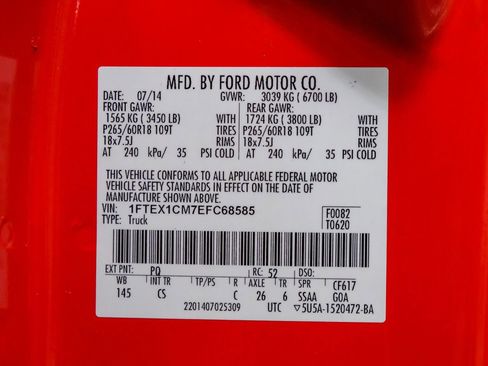 MFD. BY FORD MOTOR CO.
DATE: 07/14 GVWR: 3039 KG ( 6700 LB)
FRONT GAWR: REAR GAWR:
1565 KG ( 3450 LB) WITH 1724 KG ( 3800 LB) WITH
P265/60R18 109T TIRES P265/60R18 109T TIRES
18x7.5J RIMS 18x7.5J RIMS
AT 240 kPa/ 35 PSI COLD AT 240 kPa/ 35 PSI COLD
THIS VEHICLE CONFORMS TO ALL APPLICABLE FEDERAL MOTOR
VEHICLE SAFETY STANDARDS IN EFFECT ON THE DATE OF
MANUFACTURE SHOWN ABOVE.
VIN: 1FTEX1CM7EFC68585 F0082
TYPE: Truck T0620
EXT PNT: PQ RC: 52 DSO:
WB INT TR TP/PS R AXLE TR SPR CF617
145 CS C 26 6 SSAA GOA
2201407025309 UTC ▽5U5A-1520472-BA